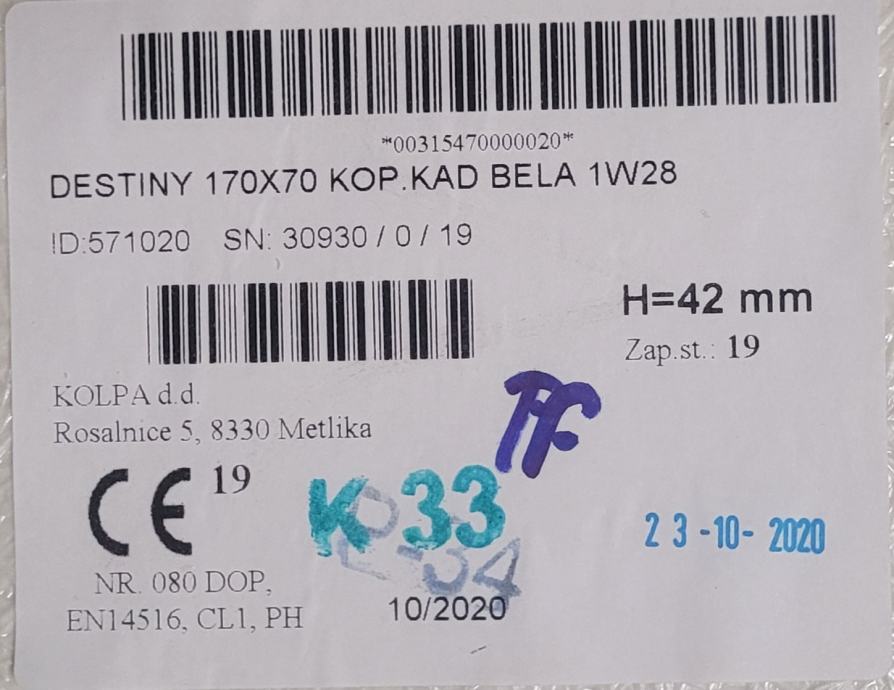 *00315470000020*
DESTINY 170X70 KOP.KAD BELA 1W28
ID:571020 SN: 30930 / 0 / 19
H=42 mm
Zap.st.: 19
KOLPA d.d.
Rosalnice 5, 8330 Metlika
CE 19
K 33
23-10-2020
NR. 080 DOP,
EN14516, CL1, PH
10/2020